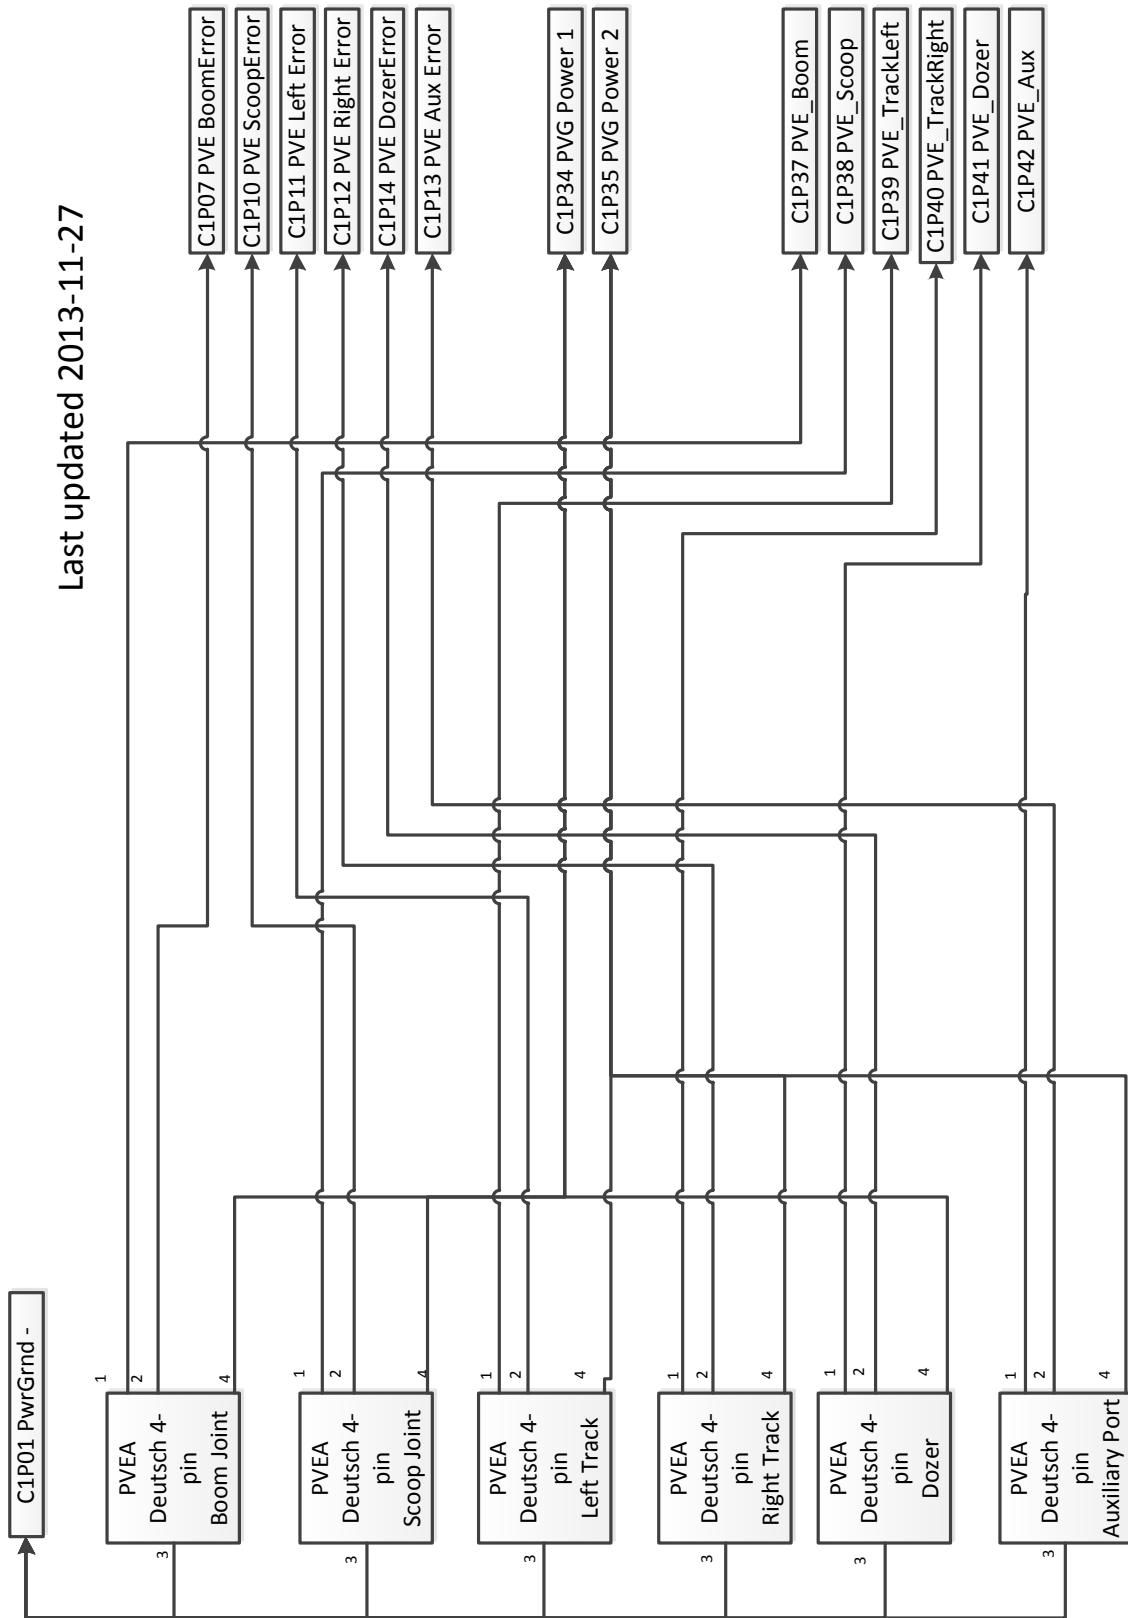 Last updated 2013-11-27
C1P01 PwrGrnd -
PVEA
Deutsch 4-
pin
Boom Joint
1
2
4
3
PVEA
Deutsch 4-
pin
Scoop Joint
1
2
4
3
PVEA
Deutsch 4-
pin
Left Track
1
2
4
3
PVEA
Deutsch 4-
pin
Right Track
1
2
4
3
PVEA
Deutsch 4-
pin
Dozer
1
2
4
3
PVEA
Deutsch 4-
pin
Auxiliary Port
1
2
4
3
C1P07 PVE BoomError
C1P10 PVE ScoopError
C1P11 PVE Left Error
C1P12 PVE Right Error
C1P14 PVE DozerError
C1P13 PVE Aux Error
C1P34 PVG Power 1
C1P35 PVG Power 2
C1P37 PVE_Boom
C1P38 PVE_Scoop
C1P39 PVE_TrackLeft
C1P40 PVE_TrackRight
C1P41 PVE_Dozer
C1P42 PVE_Aux